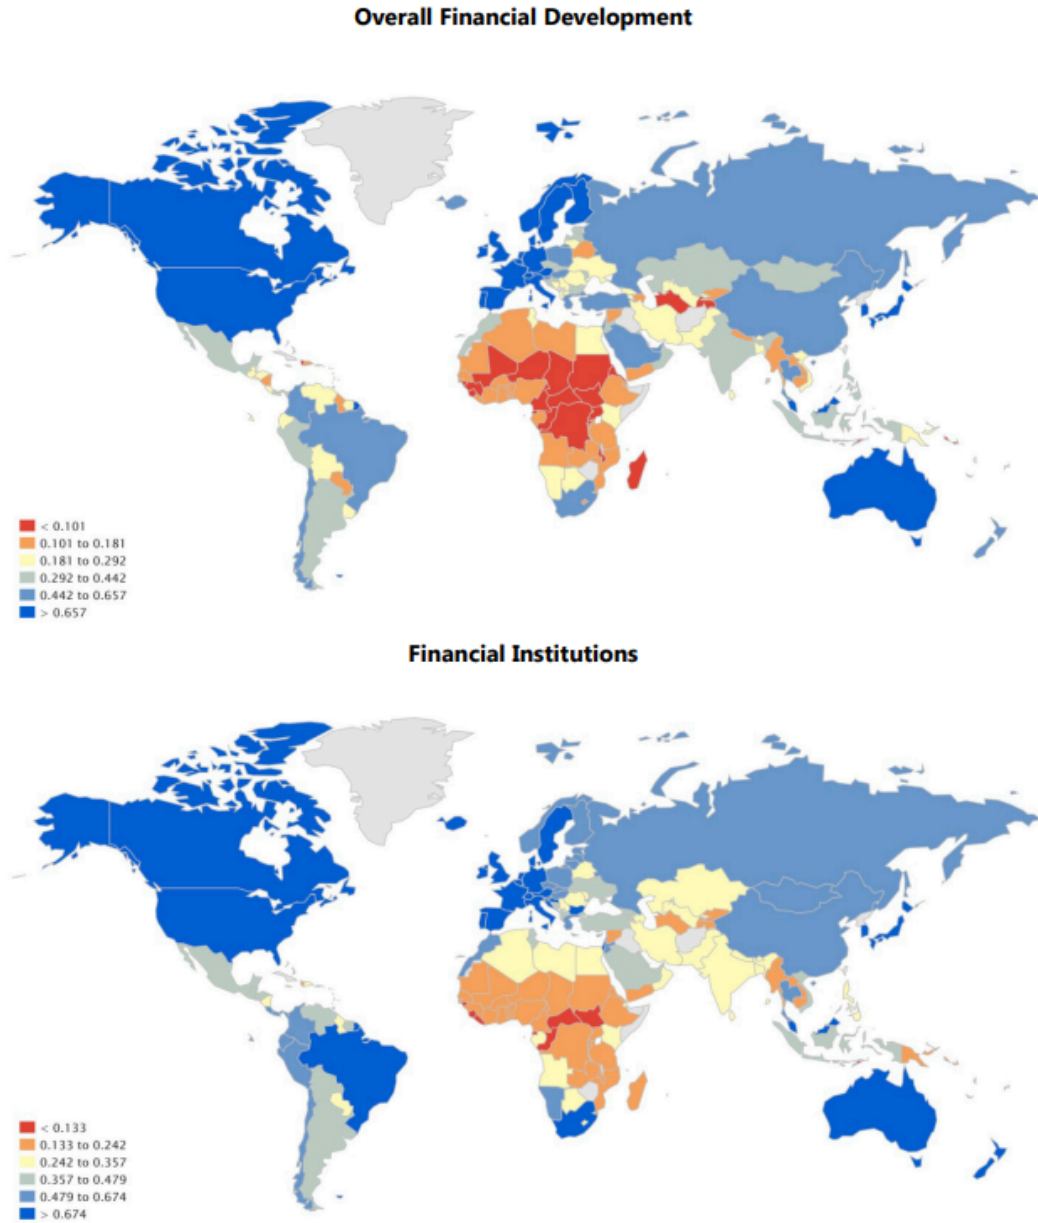 Overall Financial Development
< 0.101
0.101 to 0.181
0.181 to 0.292
0.292 to 0.442
0.442 to 0.657
> 0.657
Financial Institutions
< 0.133
0.133 to 0.242
0.242 to 0.357
0.357 to 0.479
0.479 to 0.674
> 0.674